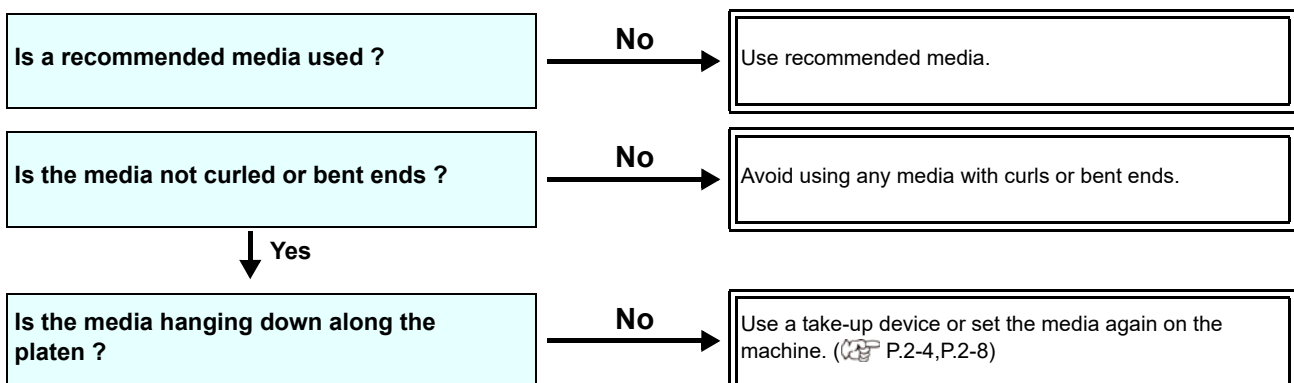 Is a recommended media used ?
No
Use recommended media.
Is the media not curled or bent ends ?
No
Avoid using any media with curls or bent ends.
Yes
Is the media hanging down along the
platen ?
No
Use a take-up device or set the media again on the
machine. ( P.2-4,P.2-8)